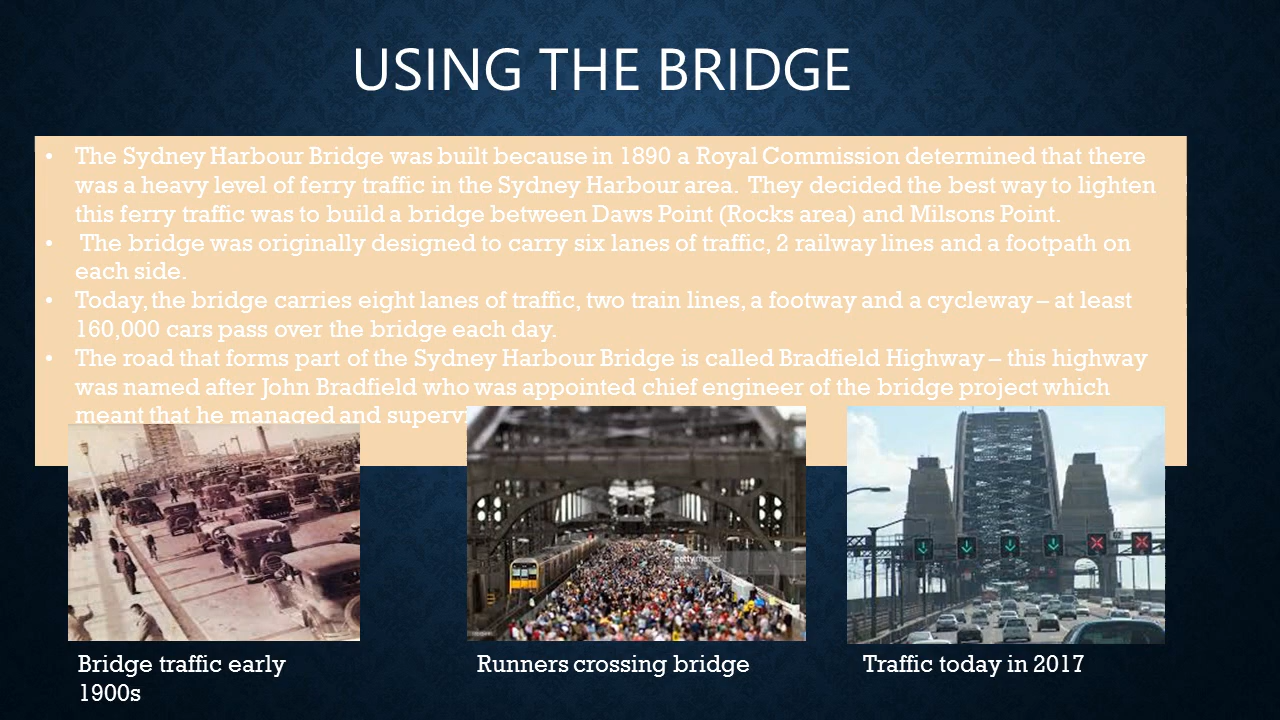 USING THE BRIDGE
• The Sydney Harbour Bridge was built because in 1890 a Royal Commission determined that there
was a heavy level of ferry traffic in the Sydney Harbour area.  They decided the best way to lighten
this ferry traffic was to build a bridge between Daws Point (Rocks area) and Milsons Point.
• The bridge was originally designed to carry six lanes of traffic, 2 railway lines and a footpath on
each side.
• Today, the bridge carries eight lanes of traffic, two train lines, a footway and a cycleway – at least
160,000 cars pass over the bridge each day.
• The road that forms part of the Sydney Harbour Bridge is called Bradfield Highway – this highway
was named after John Bradfield who was appointed chief engineer of the bridge project which
meant that he managed and
gettyimages
Bridge traffic early
1900s
Runners crossing bridge
Traffic today in 2017